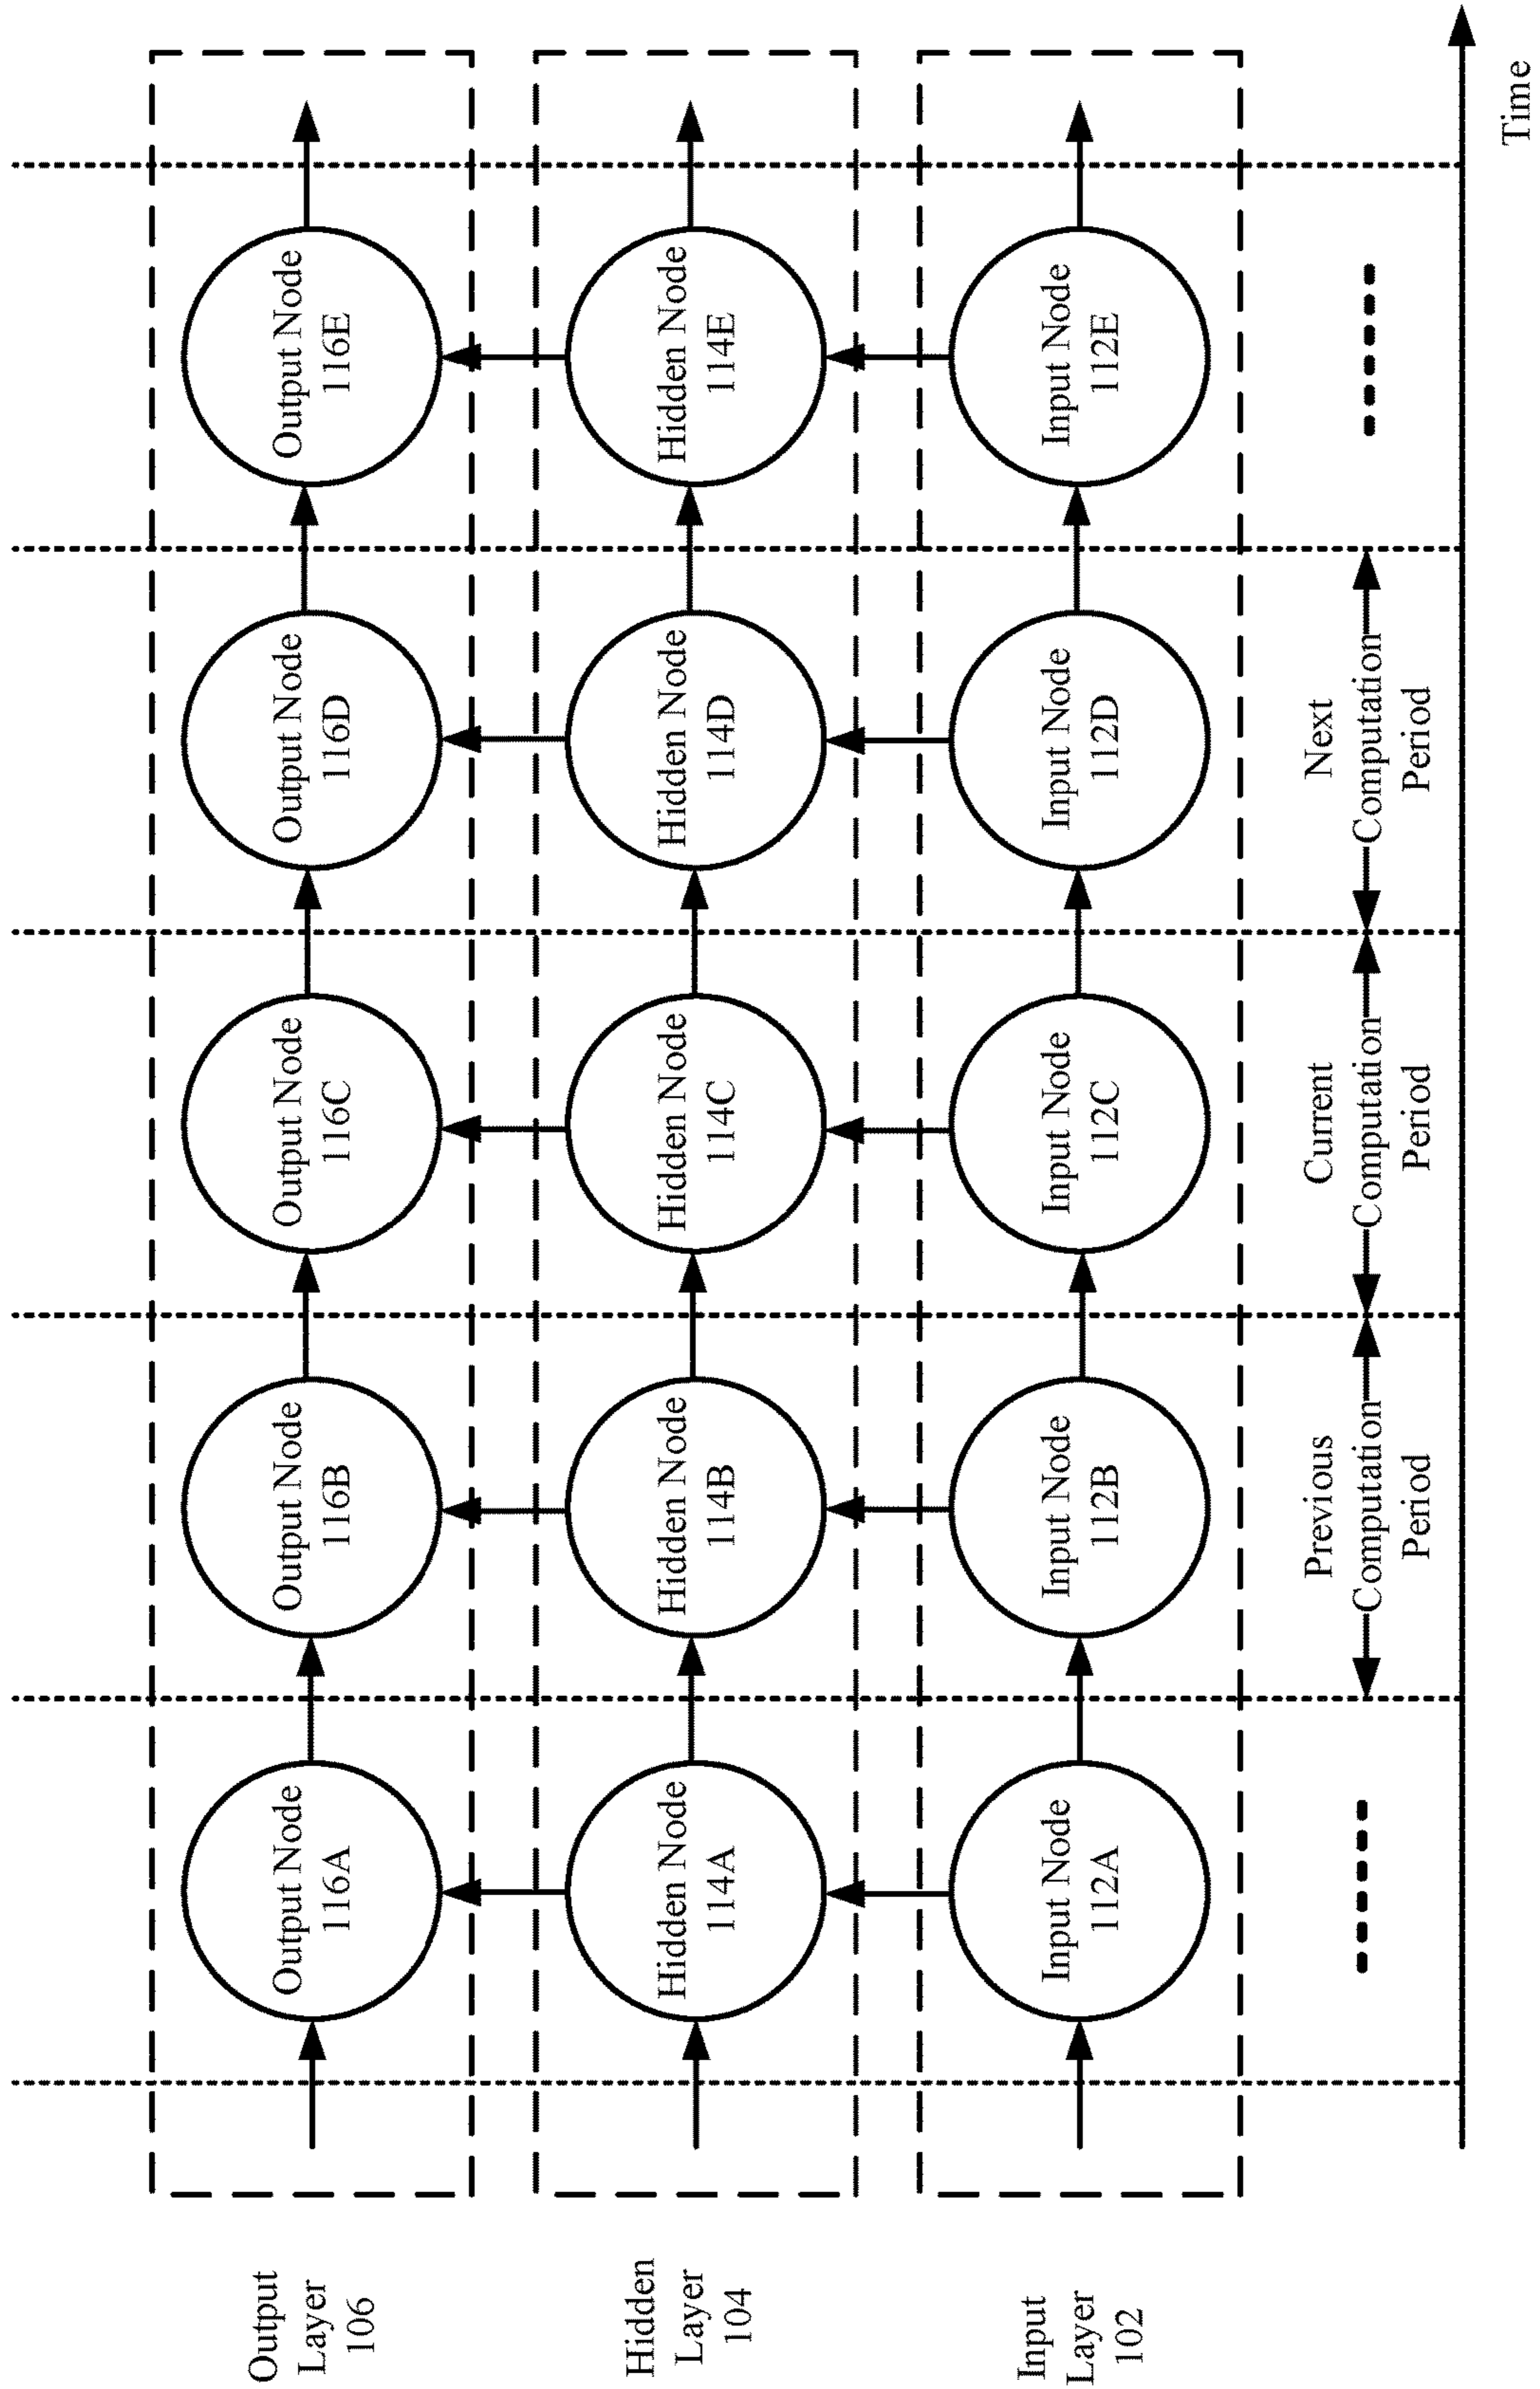 Output
Layer
106
Output Node
116A
Output Node
116B
Output Node
116C
Output Node
116D
Output Node
116E
Hidden
Layer
104
Hidden Node
114A
Hidden Node
114B
Hidden Node
114C
Hidden Node
114D
Hidden Node
114E
Input
Layer
102
Input Node
112A
Input Node
112B
Input Node
112C
Input Node
112D
Input Node
112E
Previous
Computation
Period
Current
Computation
Period
Next
Computation
Period
Time